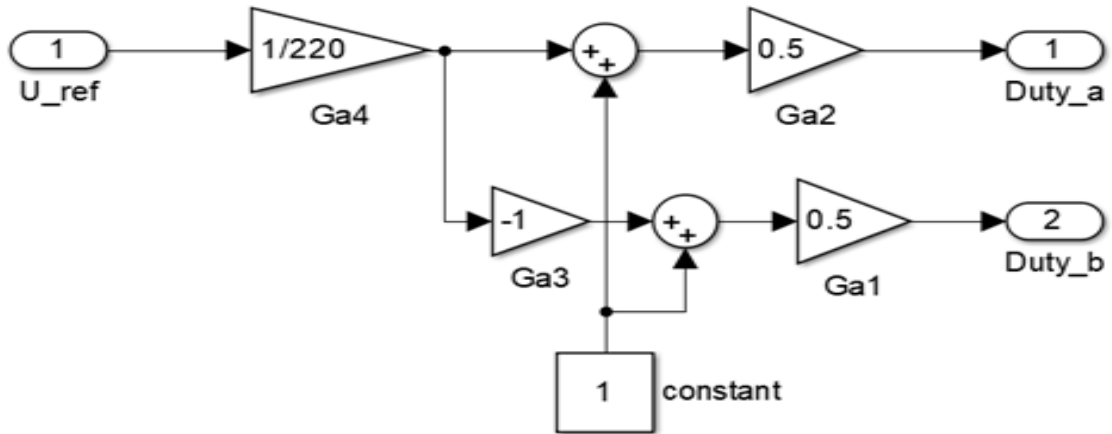 1
U_ref
1/220
Ga4
+
+
0.5
Ga2
1
Duty_a
-1
Ga3
+
+
0.5
Ga1
2
Duty_b
1
constant